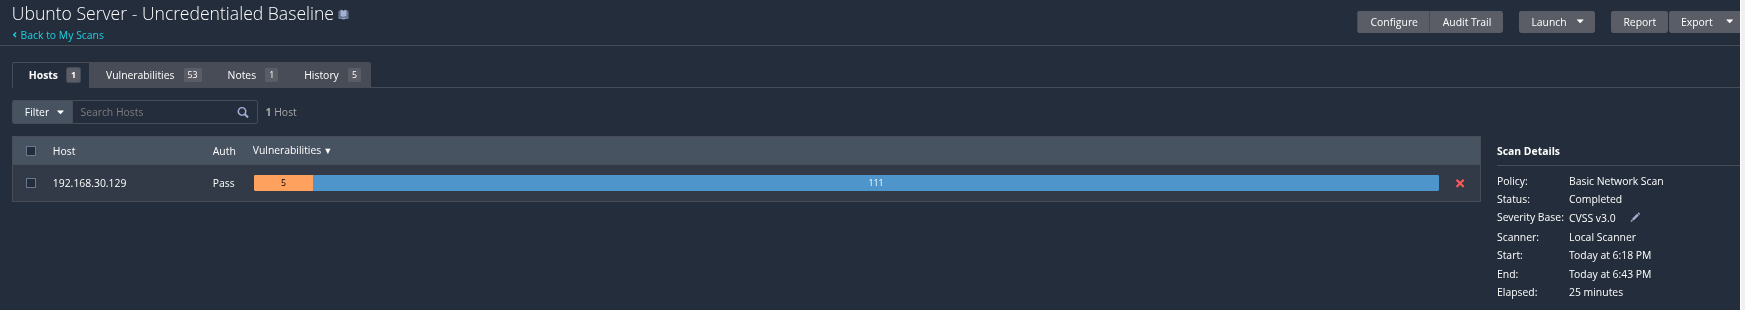 Ubunto Server - Uncredentialed Baseline
Configure Audit Trail Launch Report Export
Back to My Scans
Hosts 1 Vulnerabilities 53 Notes 1 History 5
Filter Search Hosts 1 Host
Host Auth Vulnerabilities
192.168.30.129 Pass 5 111
Scan Details
Policy: Basic Network Scan
Status: Completed
Severity Base: CVSS v3.0
Scanner: Local Scanner
Start: Today at 6:18 PM
End: Today at 6:43 PM
Elapsed: 25 minutes